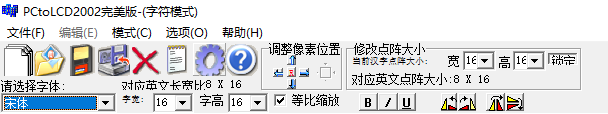 PCtoLCD2002完美版-(字符模式)
文件(F) 编辑(E) 模式(C) 选项(O) 帮助(H)
调整像素位置
修改点阵大小
当前汉字点阵大小: 宽 16 高 16 锁定
请选择字体: 对应英文长宽比8 X 16
对应英文点阵大小:8 X 16
宋体 字宽: 16 字高 16 等比缩放 B I U